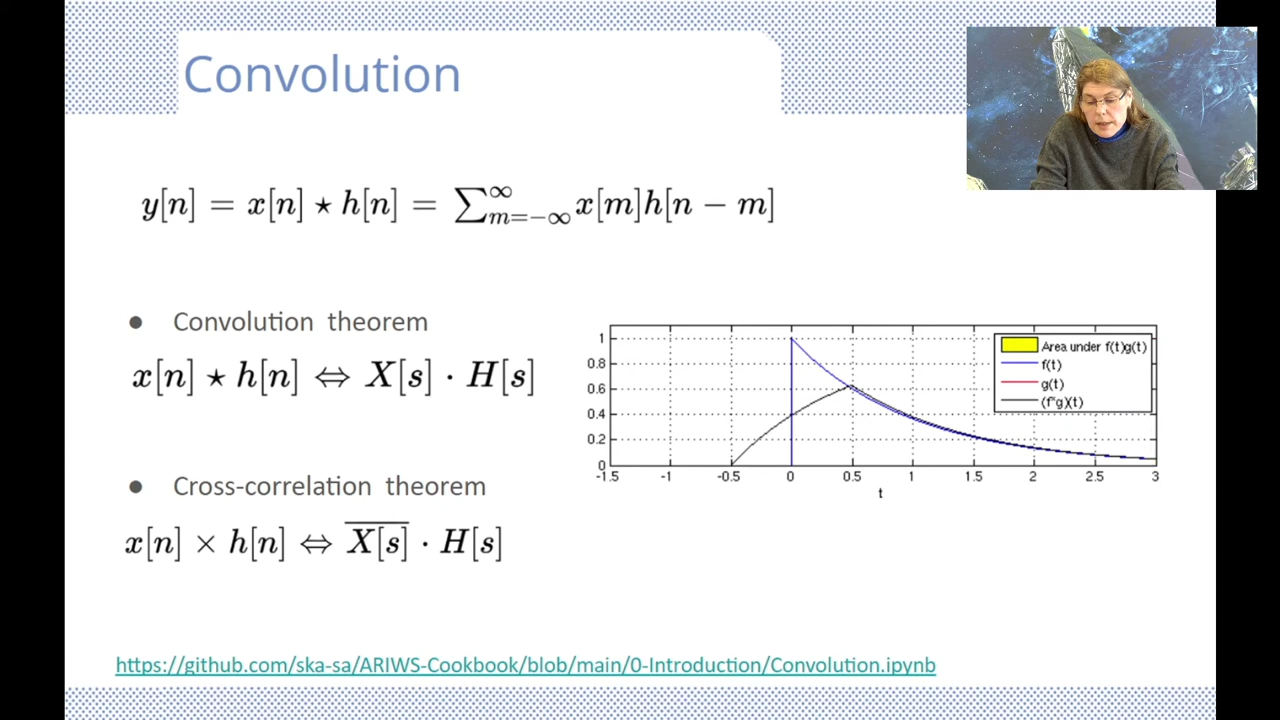 Convolution
y[n] = x[n] ⋆ h[n] = ∑_{m=−∞}^{∞} x[m]h[n − m]
● Convolution theorem
x[n] ⋆ h[n] ⇔ X[s] · H[s]
● Cross-correlation theorem
x[n] × h[n] ⇔ \overline{X[s]} · H[s]
1
0.8
0.6
0.4
0.2
0
-1.5 -1 -0.5 0 0.5 1 1.5 2 2.5 3
t
Area under f(τ)g(t-τ)
f(τ)
g(t-τ)
(f*g)(t)
https://github.com/ska-sa/ARIWS-Cookbook/blob/main/0-Introduction/Convolution.ipynb